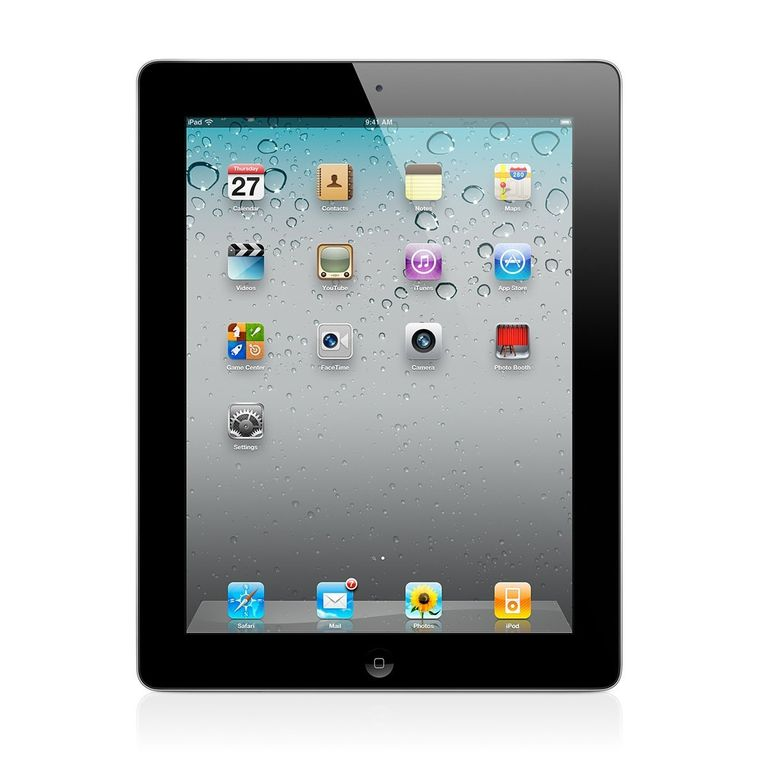 iPad 9:41 AM
Thursday
27 280
Calendar Contacts Notes Maps
Videos YouTube iTunes App Store
Game Center FaceTime Camera Photo Booth
Settings
7
Safari Mail Photos iPod